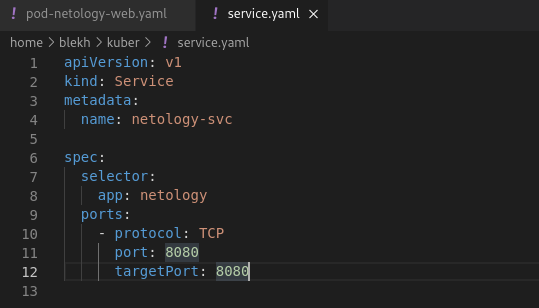 ! pod-netology-web.yaml ! service.yaml ×
home > blekh > kuber > ! service.yaml
1 apiVersion: v1
2 kind: Service
3 metadata:
4   name: netology-svc
5
6 spec:
7   selector:
8     app: netology
9   ports:
10     - protocol: TCP
11       port: 8080
12       targetPort: 8080
13